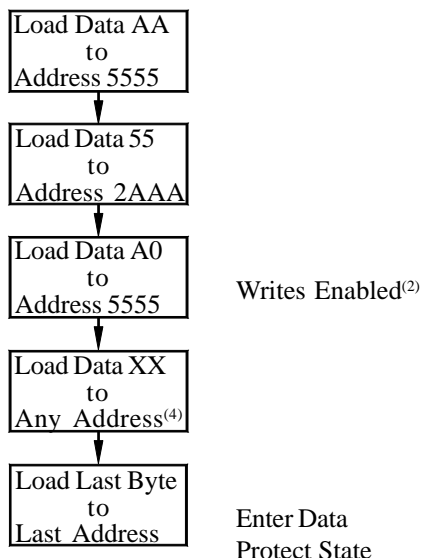 Load Data AA
to
Address 5555
Load Data 55
to
Address 2AAA
Load Data A0
to
Address 5555
Writes Enabled(2)
Load Data XX
to
Any Address(4)
Load Last Byte
to
Last Address
Enter Data
Protect State